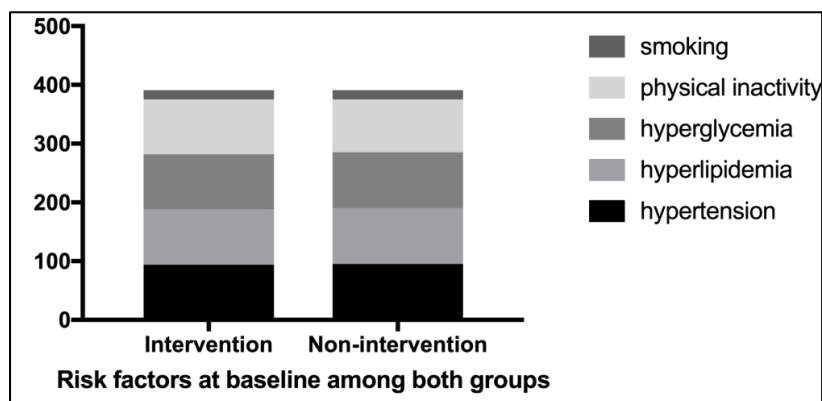 500
400
300
200
100
0
Intervention
Non-intervention
Risk factors at baseline among both groups
smoking
physical inactivity
hyperglycemia
hyperlipidemia
hypertension